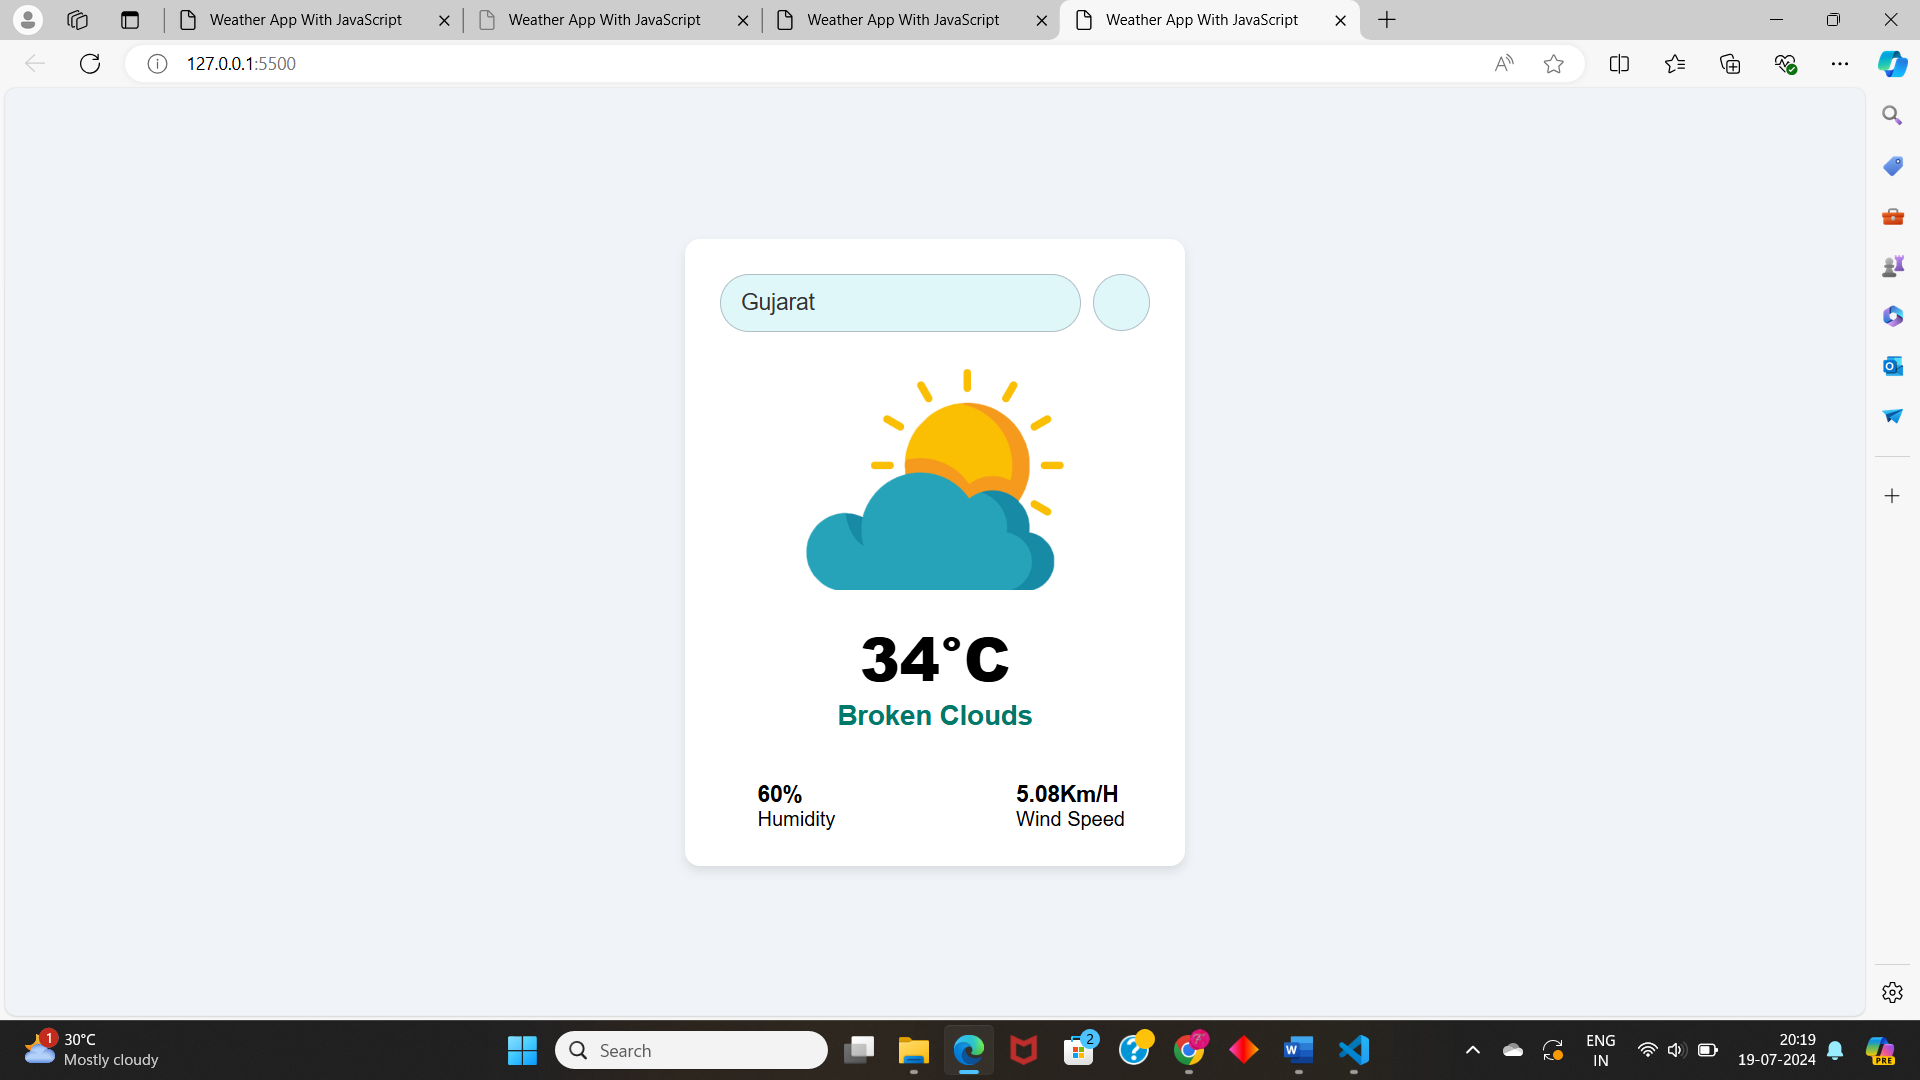 Weather App With JavaScript
Weather App With JavaScript
Weather App With JavaScript
Weather App With JavaScript
127.0.0.1:5500
Gujarat
34°C
Broken Clouds
60%
Humidity
5.08Km/H
Wind Speed
1
30°C
Mostly cloudy
Search
2
ENG
IN
20:19
19-07-2024
PRE